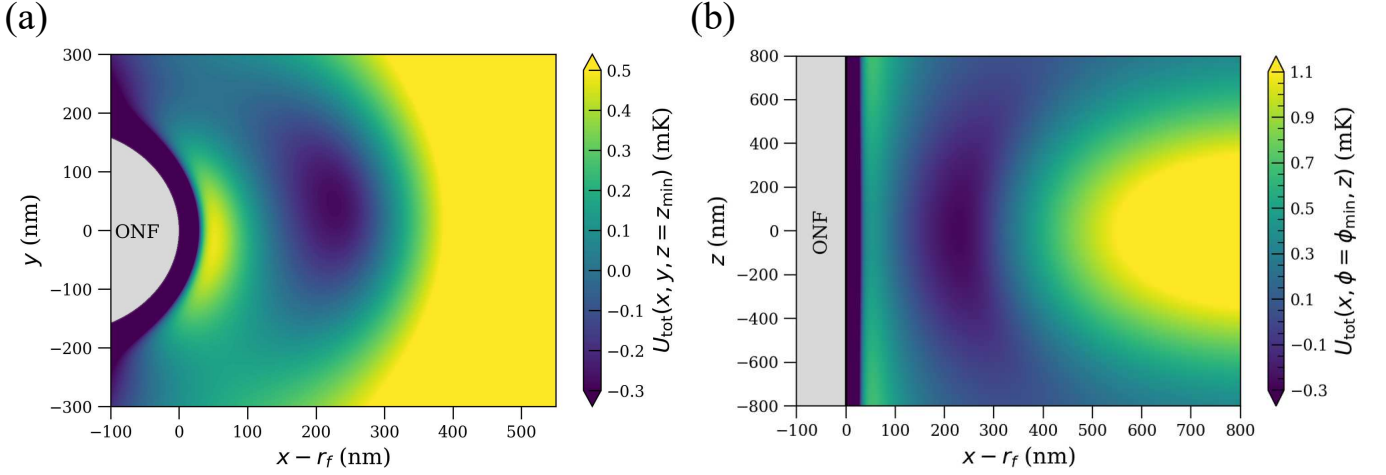 (a)
300
200
100
0
−100
−200
−300
y (nm)
ONF
−100 0 100 200 300 400 500
x − r_f (nm)
0.5
0.4
0.3
0.2
0.1
0.0
−0.1
−0.2
−0.3
U_tot(x, y, z = z_min) (mK)
(b)
800
600
400
200
0
−200
−400
−600
−800
z (nm)
ONF
−100 0 100 200 300 400 500 600 700 800
x − r_f (nm)
1.1
0.9
0.7
0.5
0.3
0.1
−0.1
−0.3
U_tot(x, ϕ = ϕ_min, z) (mK)